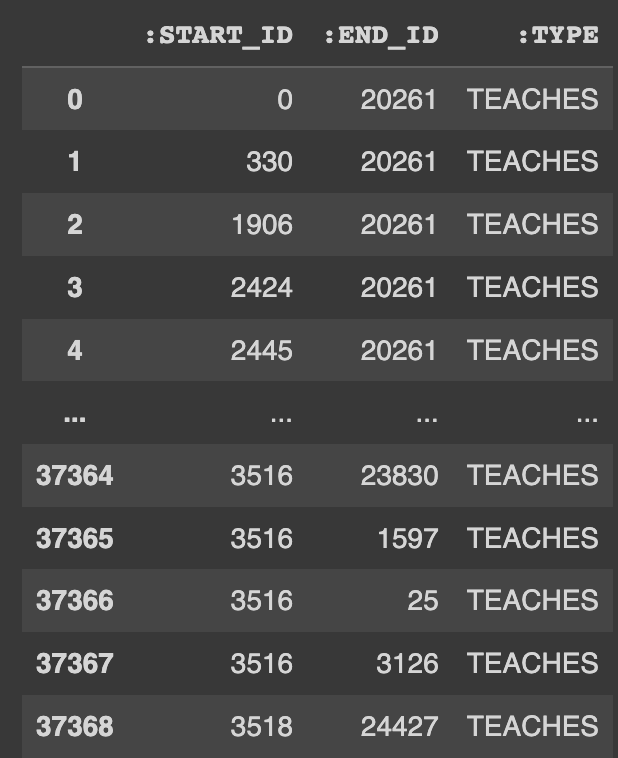 :START_ID :END_ID :TYPE
0 0 20261 TEACHES
1 330 20261 TEACHES
2 1906 20261 TEACHES
3 2424 20261 TEACHES
4 2445 20261 TEACHES
... ... ... ...
37364 3516 23830 TEACHES
37365 3516 1597 TEACHES
37366 3516 25 TEACHES
37367 3516 3126 TEACHES
37368 3518 24427 TEACHES